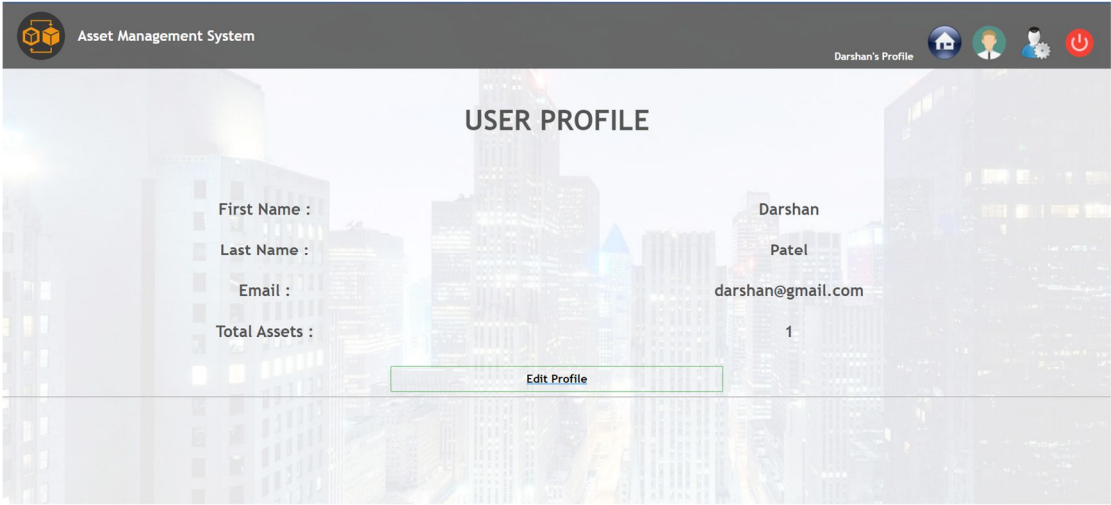 Asset Management System
Darshan's Profile
USER PROFILE
First Name : Darshan
Last Name : Patel
Email : darshan@gmail.com
Total Assets : 1
Edit Profile